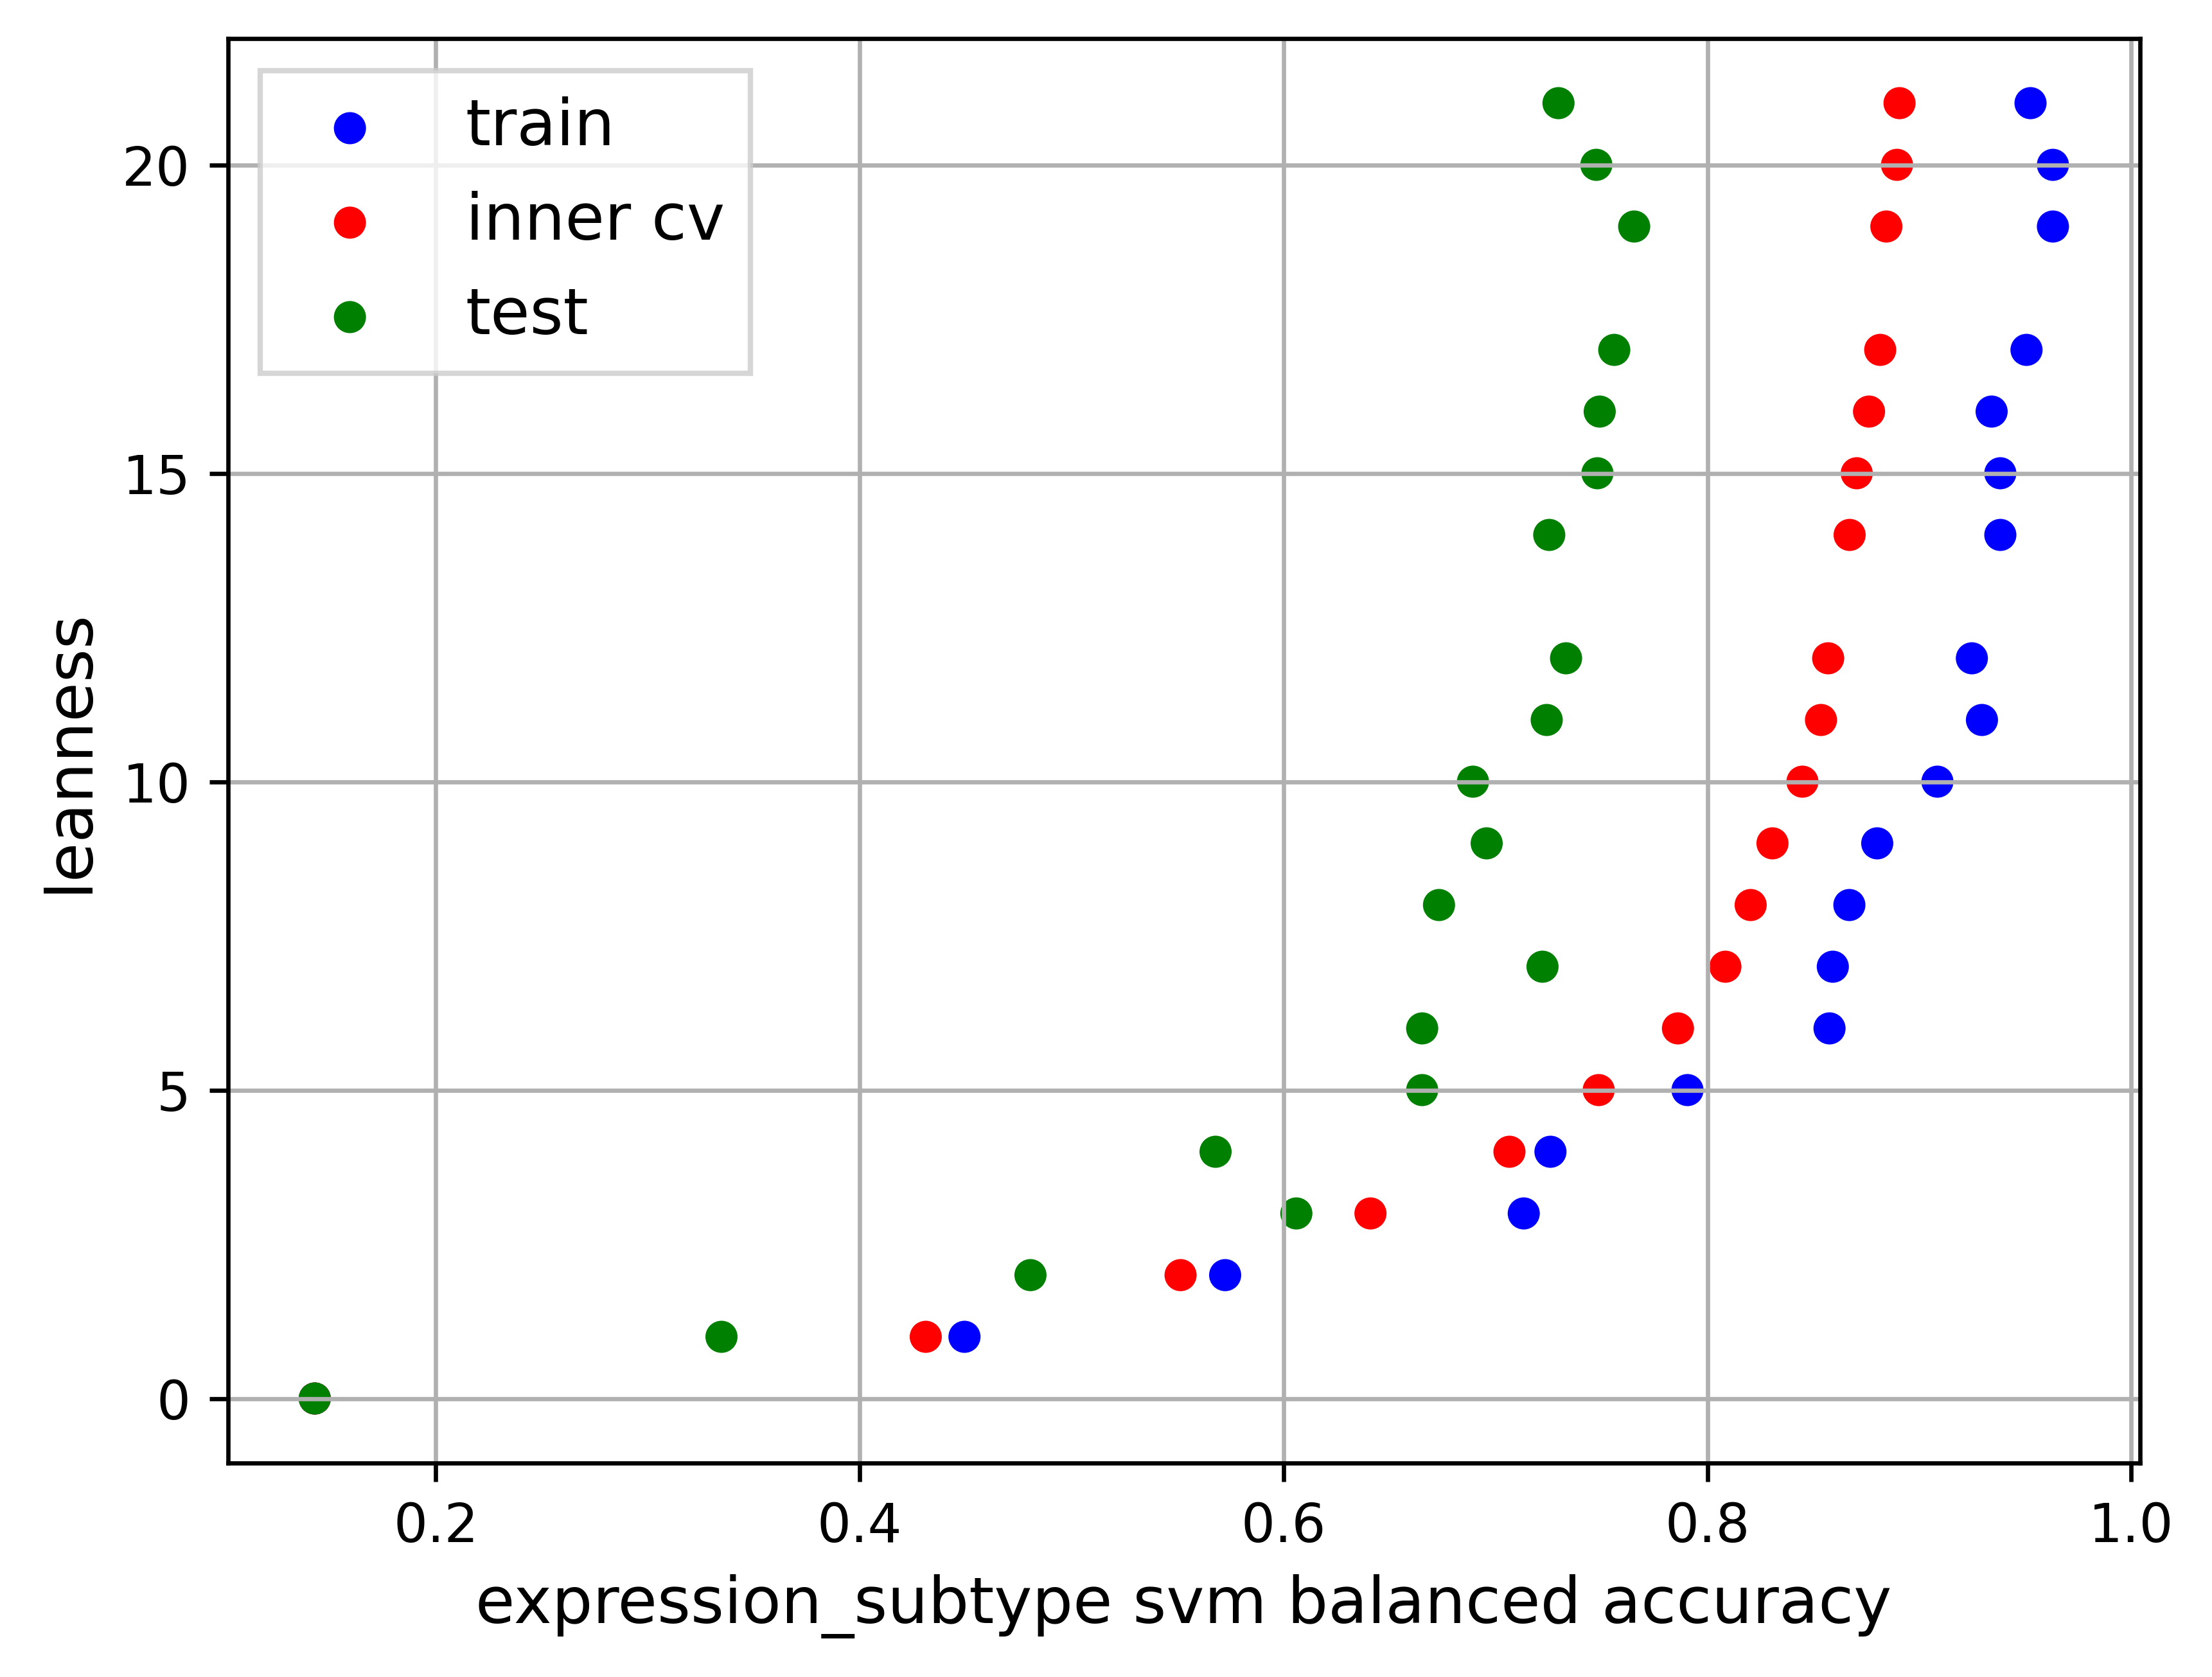 train
inner cv
test
20
15
10
5
0
leanness
0.2 0.4 0.6 0.8 1.0
expression_subtype svm balanced accuracy